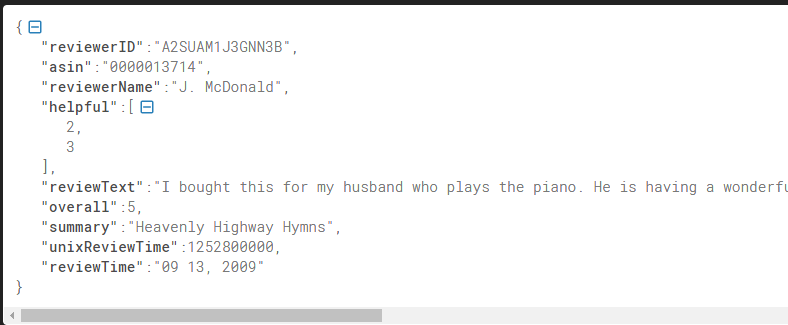 {
"reviewerID":"A2SUAM1J3GNN3B",
"asin":"0000013714",
"reviewerName":"J. McDonald",
"helpful":[
2,
3
],
"reviewText":"I bought this for my husband who plays the piano. He is having a wonderfu
"overall":5,
"summary":"Heavenly Highway Hymns",
"unixReviewTime":1252800000,
"reviewTime":"09 13, 2009"
}